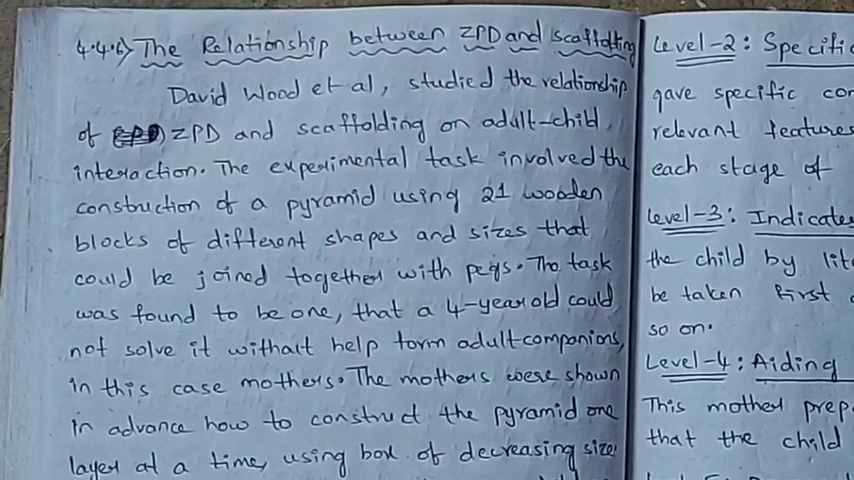 4.4.6) The Relationship between ZPD and scaffolting
David Wood et al, studied the relationship
of ZPD and scaffolding on adult-child
interaction. The experimental task involved the
construction of a pyramid using 21 wooden
blocks of different shapes and sizes that
could be joined together with pegs. The task
was found to be one, that a 4-year old could
not solve it without help form adult companions,
in this case mothers. The mothers were shown
in advance how to construct the pyramid one
layer at a time, using box of decreasing size.
Level-2: Specific
gave specific con
relevant features
each stage of
Level-3: Indicates
the child by lite
be taken first
so on.
Level-4: Aiding
This mother prep
that the child